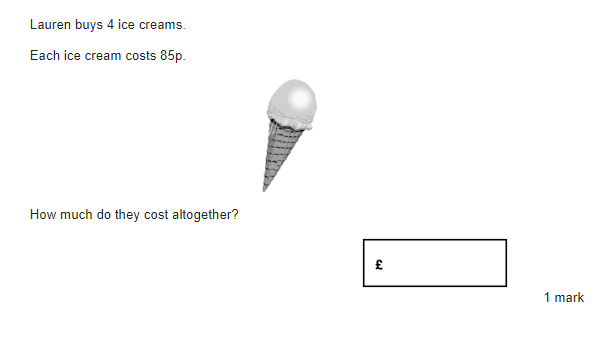 Lauren buys 4 ice creams.
Each ice cream costs 85p.
How much do they cost altogether?
£
1 mark